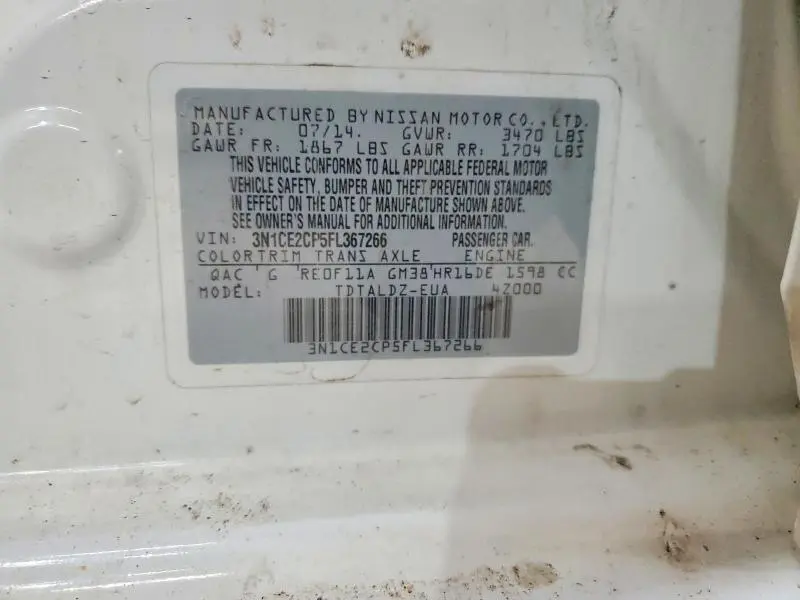 MANUFACTURED BY NISSAN MOTOR CO., LTD.
DATE: 07/14. GVWR: 3470 LBS
GAWR FR: 1867 LBS GAWR RR: 1704 LBS
THIS VEHICLE CONFORMS TO ALL APPLICABLE FEDERAL MOTOR
VEHICLE SAFETY, BUMPER AND THEFT PREVENTION STANDARDS
IN EFFECT ON THE DATE OF MANUFACTURE SHOWN ABOVE.
SEE OWNER'S MANUAL FOR ADDITIONAL INFORMATION.
VIN: 3N1CE2CP5FL367266 PASSENGER CAR.
COLORTRIM TRANS AXLE ENGINE
QAC G RE0F11A GM38 HR16DE 1598 CC
MODEL: TDTALDZ-EUA 4Z000
3N1CE2CP5FL367266